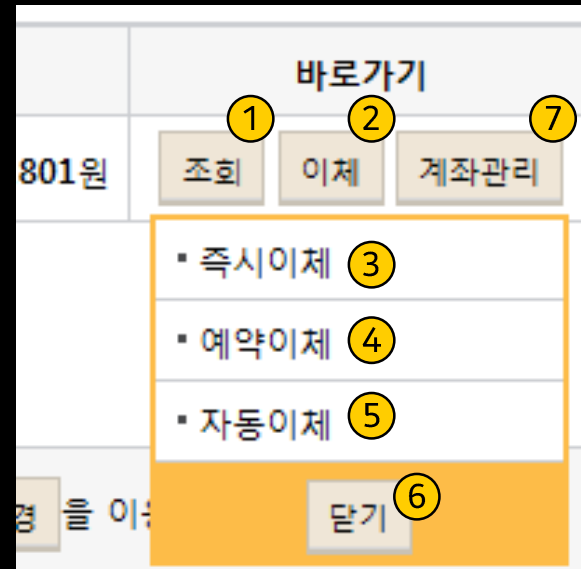 바로가기
1 2 7
801원 조회 이체 계좌관리
즉시이체 3
예약이체 4
자동이체 5
경 을 이
닫기 6